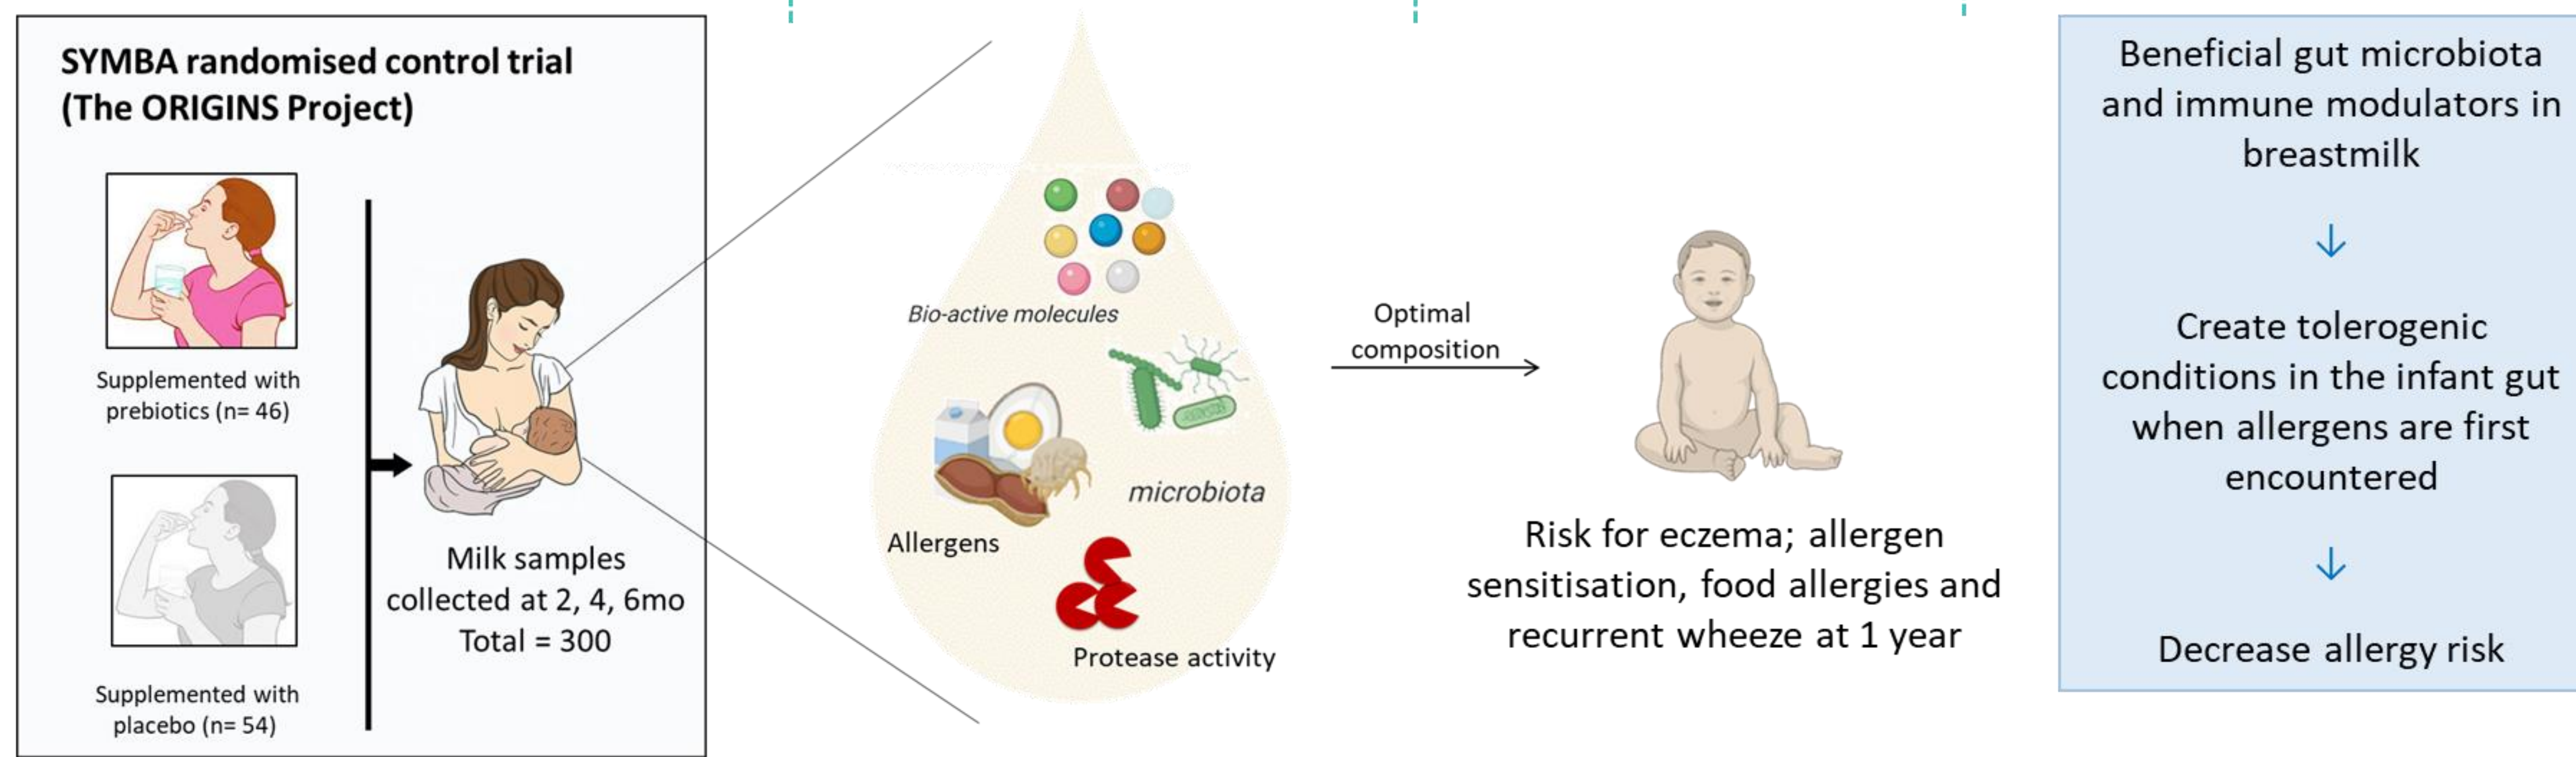 SYMBA randomised control trial
(The ORIGINS Project)
Supplemented with
prebiotics (n= 46)
Supplemented with
placebo (n= 54)
Milk samples
collected at 2, 4, 6mo
Total = 300
Bio-active molecules
microbiota
Allergens
Protease activity
Optimal
composition
Risk for eczema; allergen
sensitisation, food allergies and
recurrent wheeze at 1 year
Beneficial gut microbiota
and immune modulators in
breastmilk
↓
Create tolerogenic
conditions in the infant gut
when allergens are first
encountered
↓
Decrease allergy risk